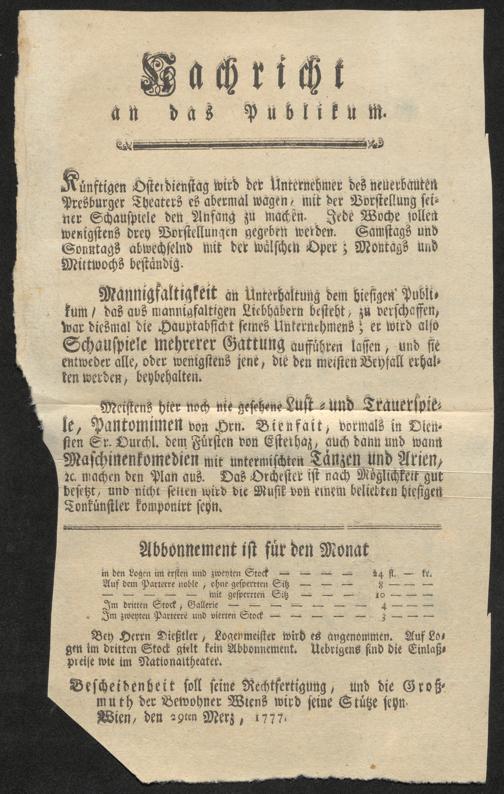 Nachricht
an das Publikum.
Künftigen Osterdienstag wird der Unternehmer des neuerbauten
Presburger Theaters es abermal wagen, mit der Vorstellung sei-
ner Schauspiele den Anfang zu machen. Jede Woche sollen
wenigstens drey Vorstellungen gegeben werden. Samstags und
Sonntags abwechselnd mit der wälschen Oper; Montags und
Mittwochs beständig.
Mannigfaltigkeit an Unterhaltung dem hiesigen Publi-
kum / das aus mannigfaltigen Liebhabern besteht, zu verschaffen,
war diesmal die Hauptabsicht seines Unternehmens; er wird also
Schauspiele mehrerer Gattung aufführen lassen, und sie
entweder alle, oder wenigstens jene, die den meisten Beyfall erhal-
ten werden, beybehalten.
Meistens hier noch nie gesehene Lust- und Trauerspie-
le, Pantomimen von Hrn. Bienfait, vormals in Dien-
sten Sr. Durchl. dem Fürsten von Esterhaz, auch dann und wann
Maschinenkomedien mit untermischten Tänzen und Arien,
ꝛc. machen den Plan aus. Das Orchester ist nach Möglichkeit gut
besetzt, und nicht selten wird die Musik von einem beliebten hiesigen
Tonkünstler komponirt seyn.
Abbonnement ist für den Monat
in den Logen im ersten und zweyten Stock — — — — 24 fl. — kr.
Auf dem Parterre noble, ohne gesperrten Sitz — — — 8 — —
— — — — — mit gesperrten Sitz — — — 10 — —
Im dritten Stock, Gallerie — — — — — — 4 — —
Im zweyten Parterre und vierten Stock — — — — 3 — —
Bey Herrn Dießtler, Logenmeister wird es angenommen. Auf Lo-
gen im dritten Stock gielt kein Abbonnement. Uebrigens sind die Einlaß-
preise wie im Nationaltheater.
Bescheidenheit soll seine Rechtfertigung, und die Groß-
muth der Bewohner Wiens wird seine Stütze seyn.
Wien, den 29ten Merz, 1777.